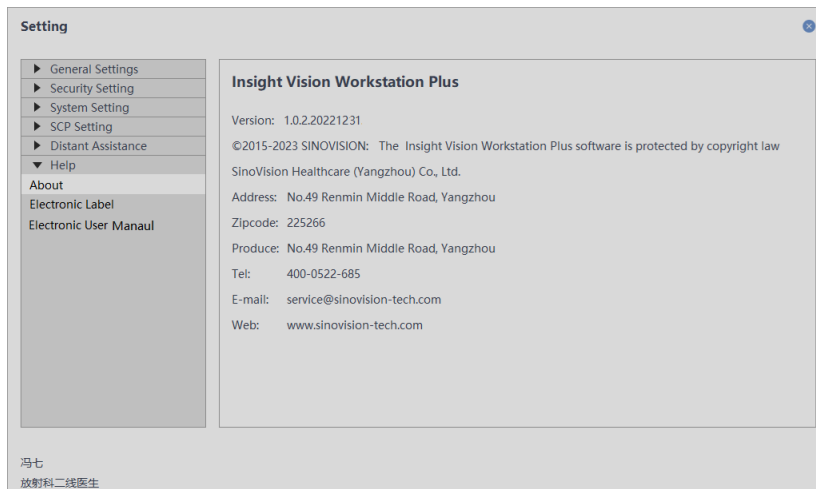 Setting
General Settings
Security Setting
System Setting
SCP Setting
Distant Assistance
Help
About
Electronic Label
Electronic User Manaul
Insight Vision Workstation Plus
Version: 1.0.2.20221231
©2015-2023 SINOVISION: The Insight Vision Workstation Plus software is protected by copyright law
SinoVision Healthcare (Yangzhou) Co., Ltd.
Address: No.49 Renmin Middle Road, Yangzhou
Zipcode: 225266
Produce: No.49 Renmin Middle Road, Yangzhou
Tel: 400-0522-685
E-mail: service@sinovision-tech.com
Web: www.sinovision-tech.com
冯七
放射科二线医生